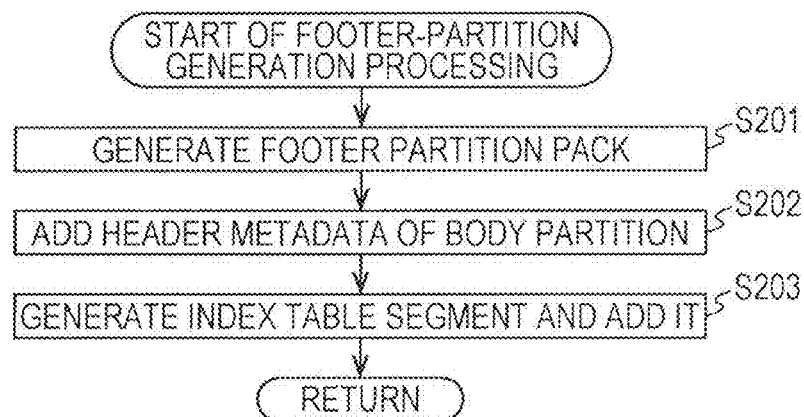 START OF FOOTER-PARTITION
GENERATION PROCESSING
S201
GENERATE FOOTER PARTITION PACK
S202
ADD HEADER METADATA OF BODY PARTITION
S203
GENERATE INDEX TABLE SEGMENT AND ADD IT
RETURN